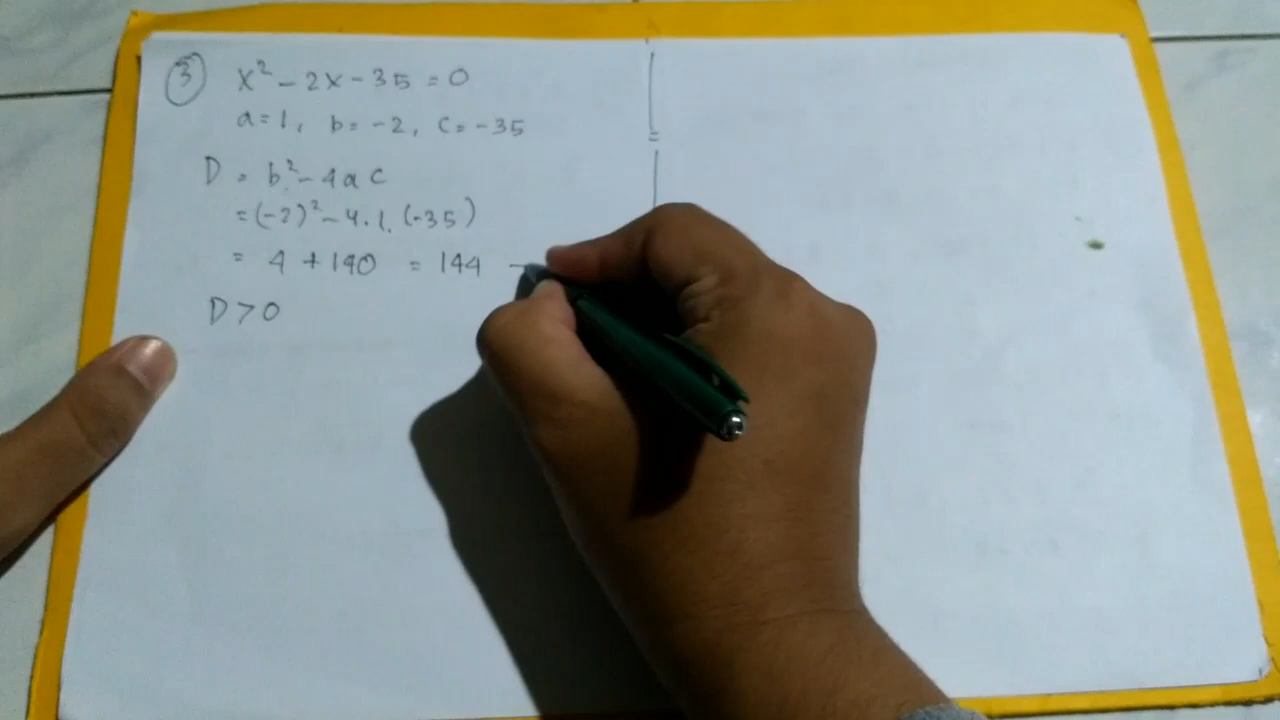 ③ x² - 2x - 35 = 0
a = 1, b = -2, c = -35
D = b² - 4ac
= (-2)² - 4.1.(-35)
= 4 + 140 = 144 -
D > 0